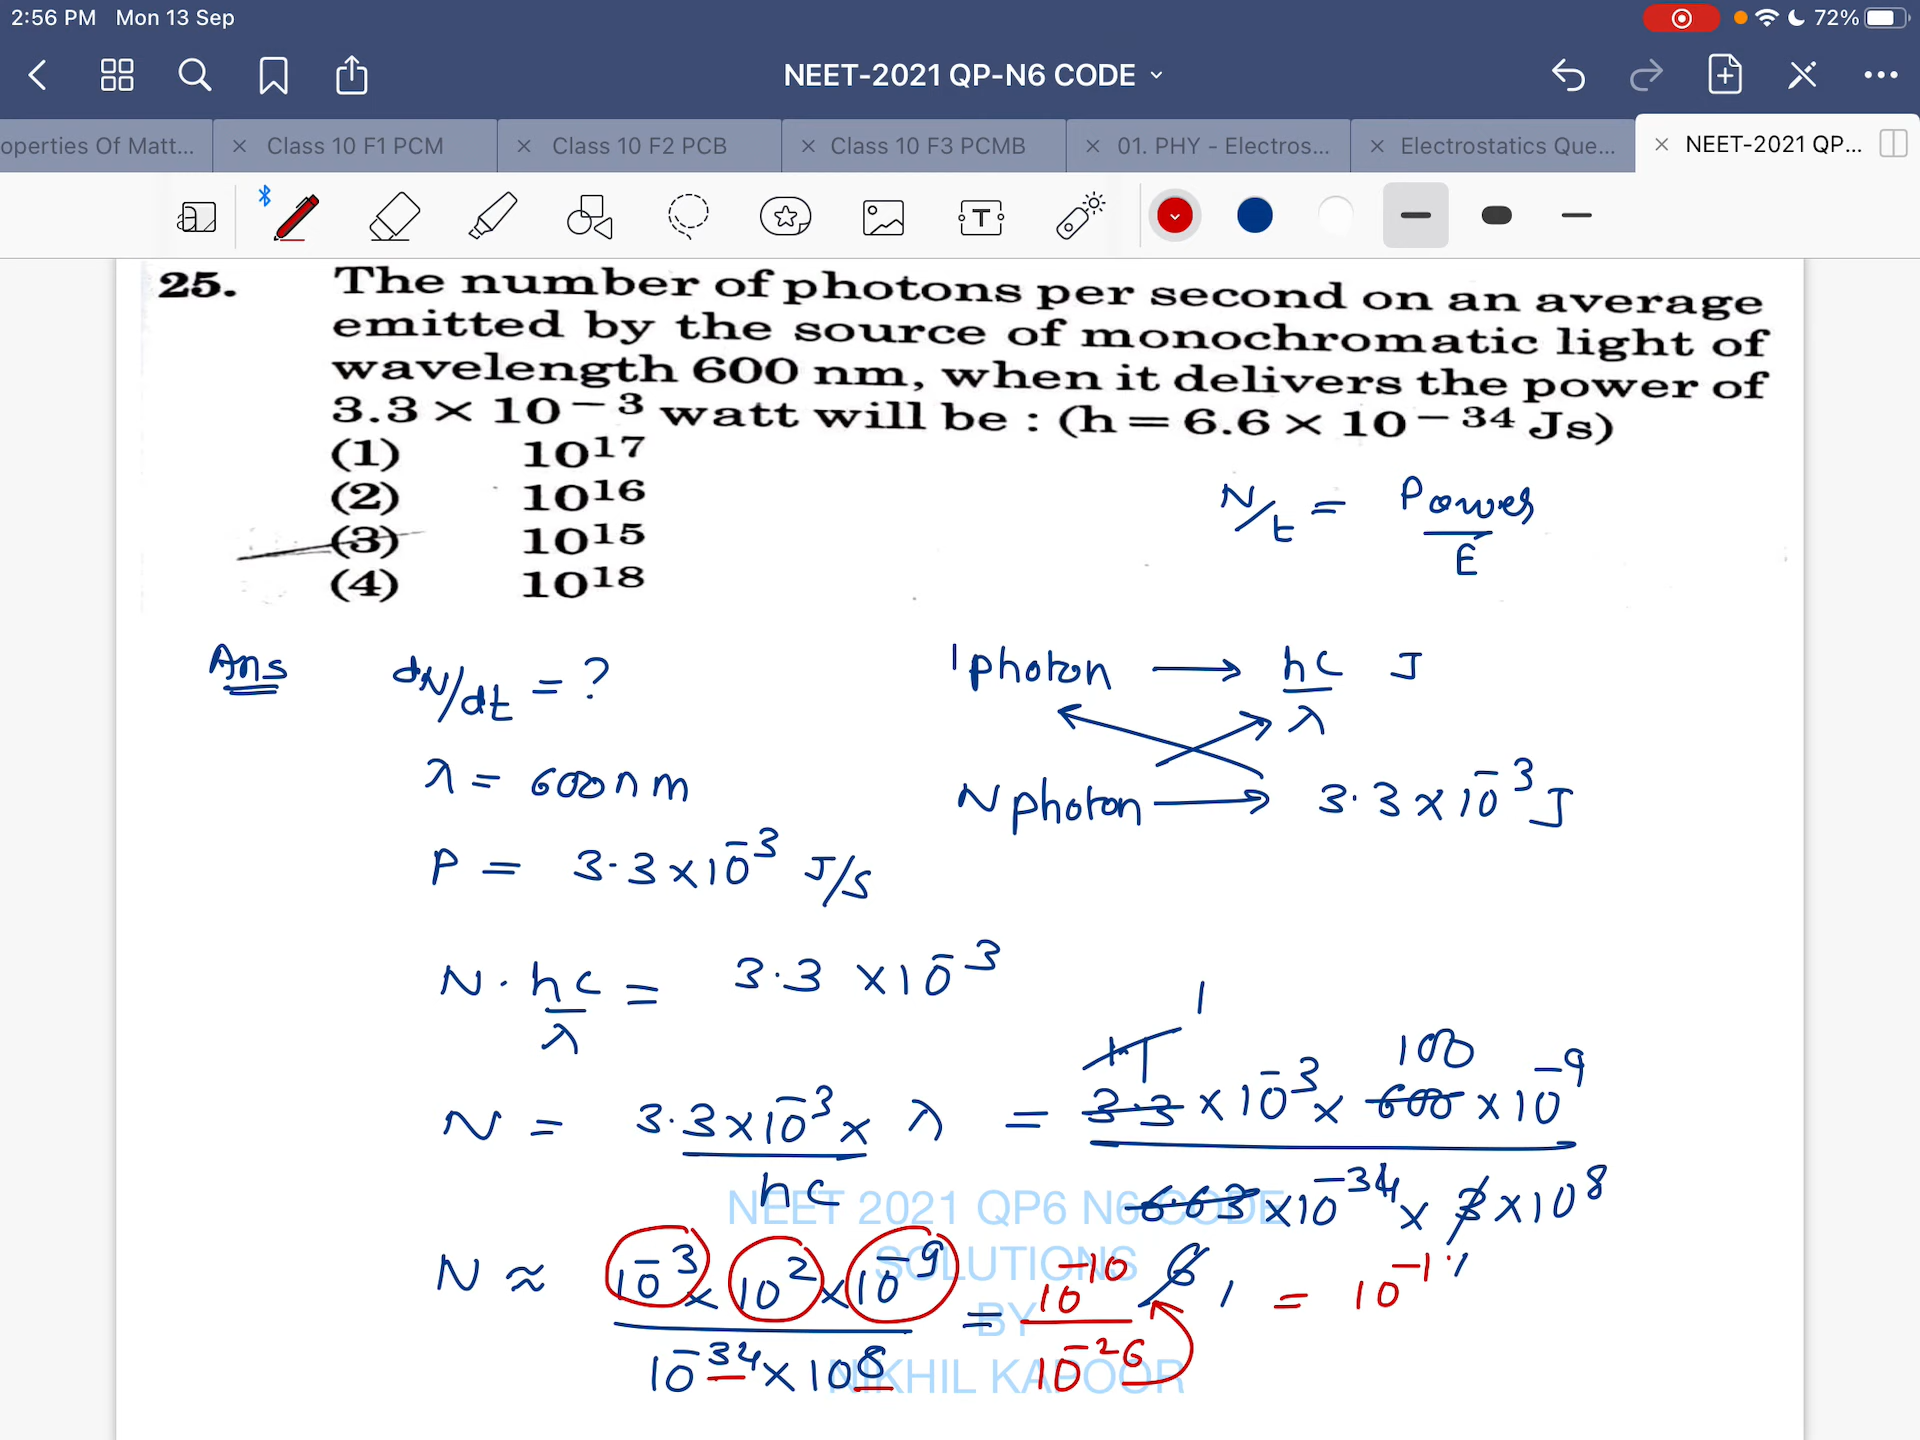 2:56 PM Mon 13 Sep 72%
NEET-2021 QP-N6 CODE
operties Of Matt... × Class 10 F1 PCM × Class 10 F2 PCB × Class 10 F3 PCMB × 01. PHY - Electros... × Electrostatics Que... × NEET-2021 QP...
25. The number of photons per second on an average
emitted by the source of monochromatic light of
wavelength 600 nm, when it delivers the power of
3.3 × 10⁻³ watt will be : (h = 6.6 × 10⁻³⁴ Js)
(1) 10¹⁷
(2) 10¹⁶
(3) 10¹⁵
(4) 10¹⁸
N/t = Power
E
Ans dN/dt = ?
1 photon → hc J
λ
λ = 600 nm
N photon → 3.3 × 10⁻³ J
P = 3.3 × 10⁻³ J/s
N · hc = 3.3 × 10⁻³
λ
1
1.1 100
N = 3.3 × 10⁻³ × λ = 3.3 × 10⁻³ × 600 × 10⁻⁹
hc 6.63 × 10⁻³⁴ × 3 × 10⁸
NEET 2021 QP6 N6 CODE
SOLUTIONS
BY
NIKHIL KAPOOR
N ≈ 10⁻³ × 10² × 10⁻⁹ = 10⁻¹⁰ = 10⁻¹
10⁻³⁴ × 10⁸ 10⁻²⁶